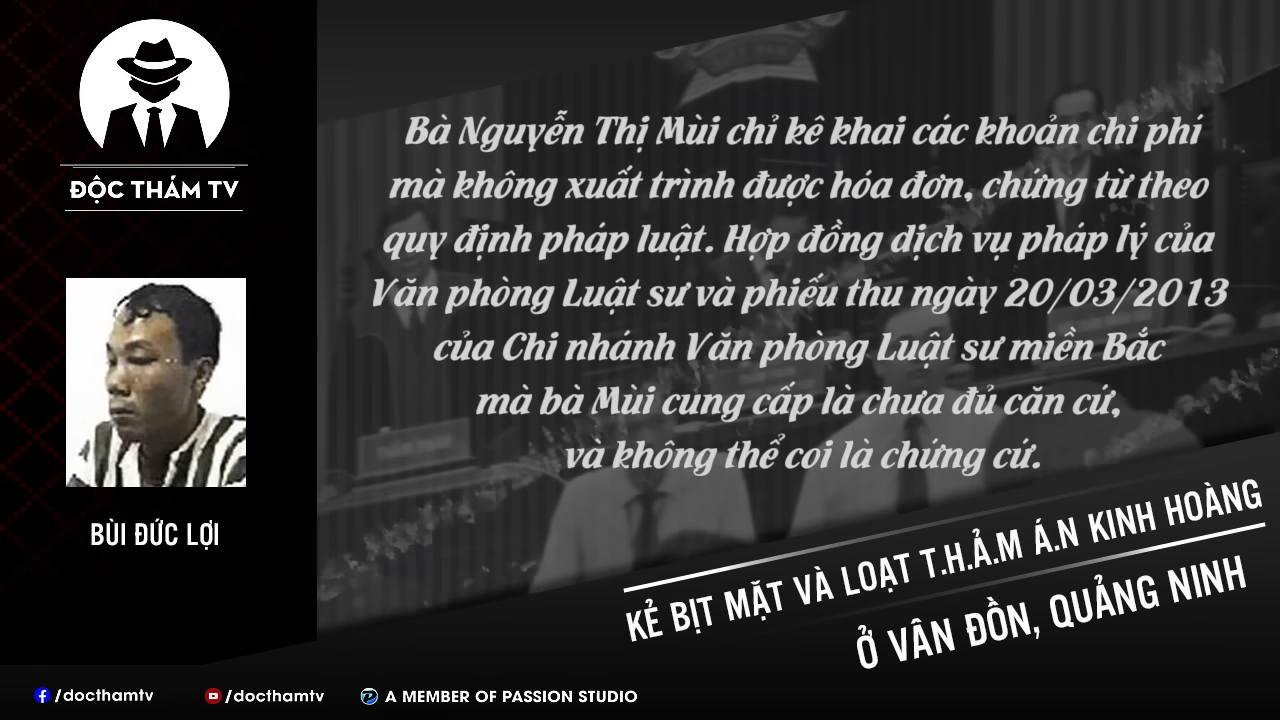 ĐỘC THÁM TV
BÙI ĐỨC LỢI
Bà Nguyễn Thị Mùi chỉ kê khai các khoản chi phí
mà không xuất trình được hóa đơn, chứng từ theo
quy định pháp luật. Hợp đồng dịch vụ pháp lý của
Văn phòng Luật sư và phiếu thu ngày 20/03/2013
của Chi nhánh Văn phòng Luật sư miền Bắc
mà bà Mùi cung cấp là chưa đủ căn cứ,
và không thể coi là chứng cứ.
KẺ BỊT MẶT VÀ LOẠT T.H.Ả.M Á.N KINH HOÀNG
Ở VÂN ĐỒN, QUẢNG NINH
/docthamtv
/docthamtv
A MEMBER OF PASSION STUDIO